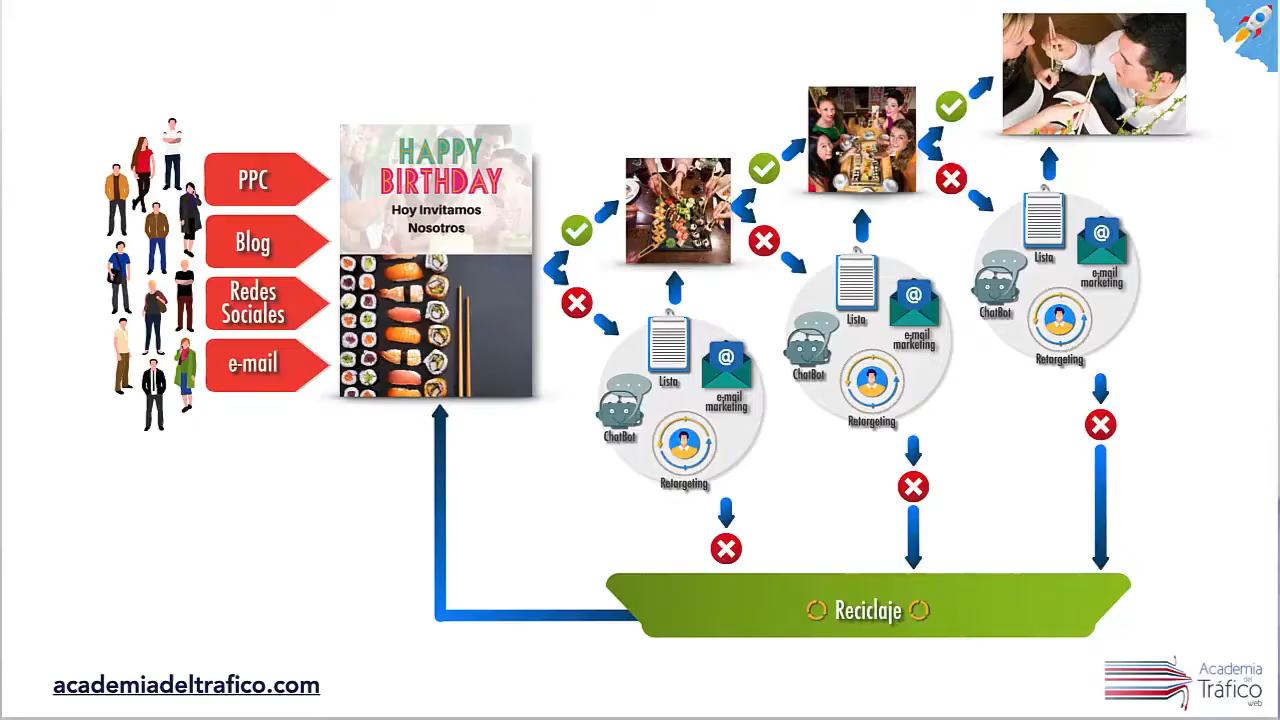 PPC
Blog
Redes
Sociales
e-mail
HAPPY
BIRTHDAY
Hoy Invitamos
Nosotros
Lista
e-mail
marketing
ChatBot
Retargeting
Lista
e-mail
marketing
ChatBot
Retargeting
Lista
e-mail
marketing
ChatBot
Retargeting
Reciclaje
academiadeltrafico.com
Academia
del
Tráfico
web